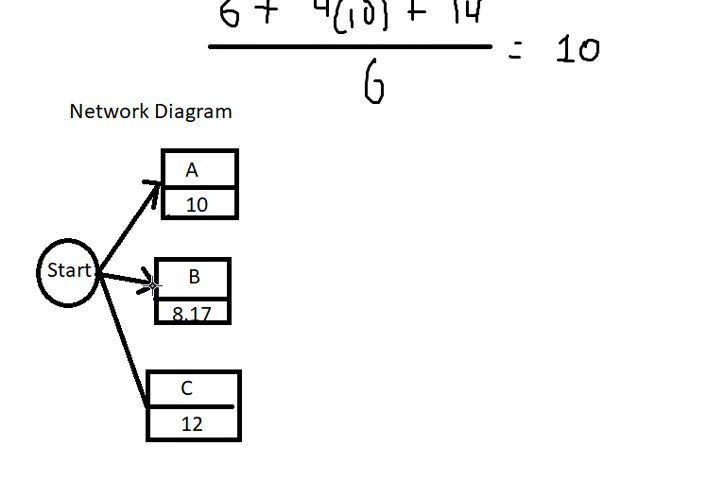 6 + 4(10) + 14
= 10
6
Network Diagram
A
10
Start
B
8.17
C
12